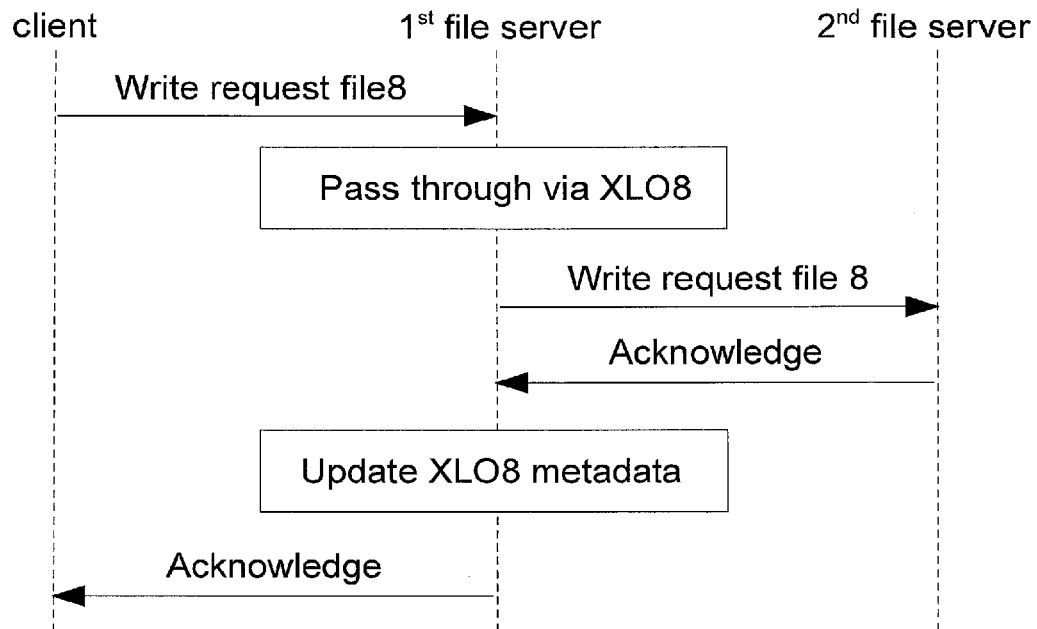 client 1st file server 2nd file server
Write request file8
Pass through via XLO8
Write request file 8
Acknowledge
Update XLO8 metadata
Acknowledge